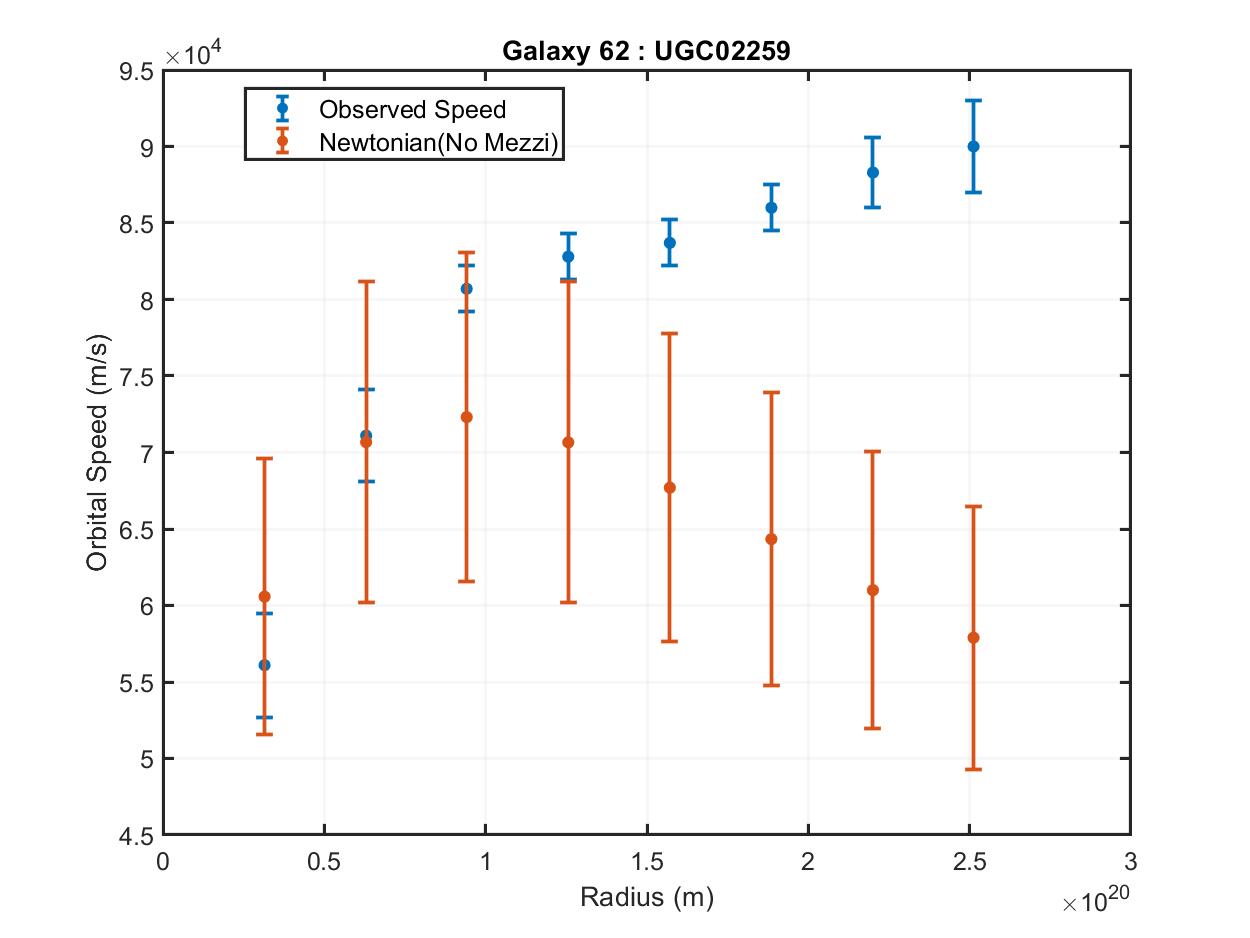 Galaxy 62 : UGC02259
×10⁴
9.5
9
8.5
8
7.5
7
6.5
6
5.5
5
4.5
Orbital Speed (m/s)
Observed Speed
Newtonian(No Mezzi)
0 0.5 1 1.5 2 2.5 3
Radius (m)
×10²⁰